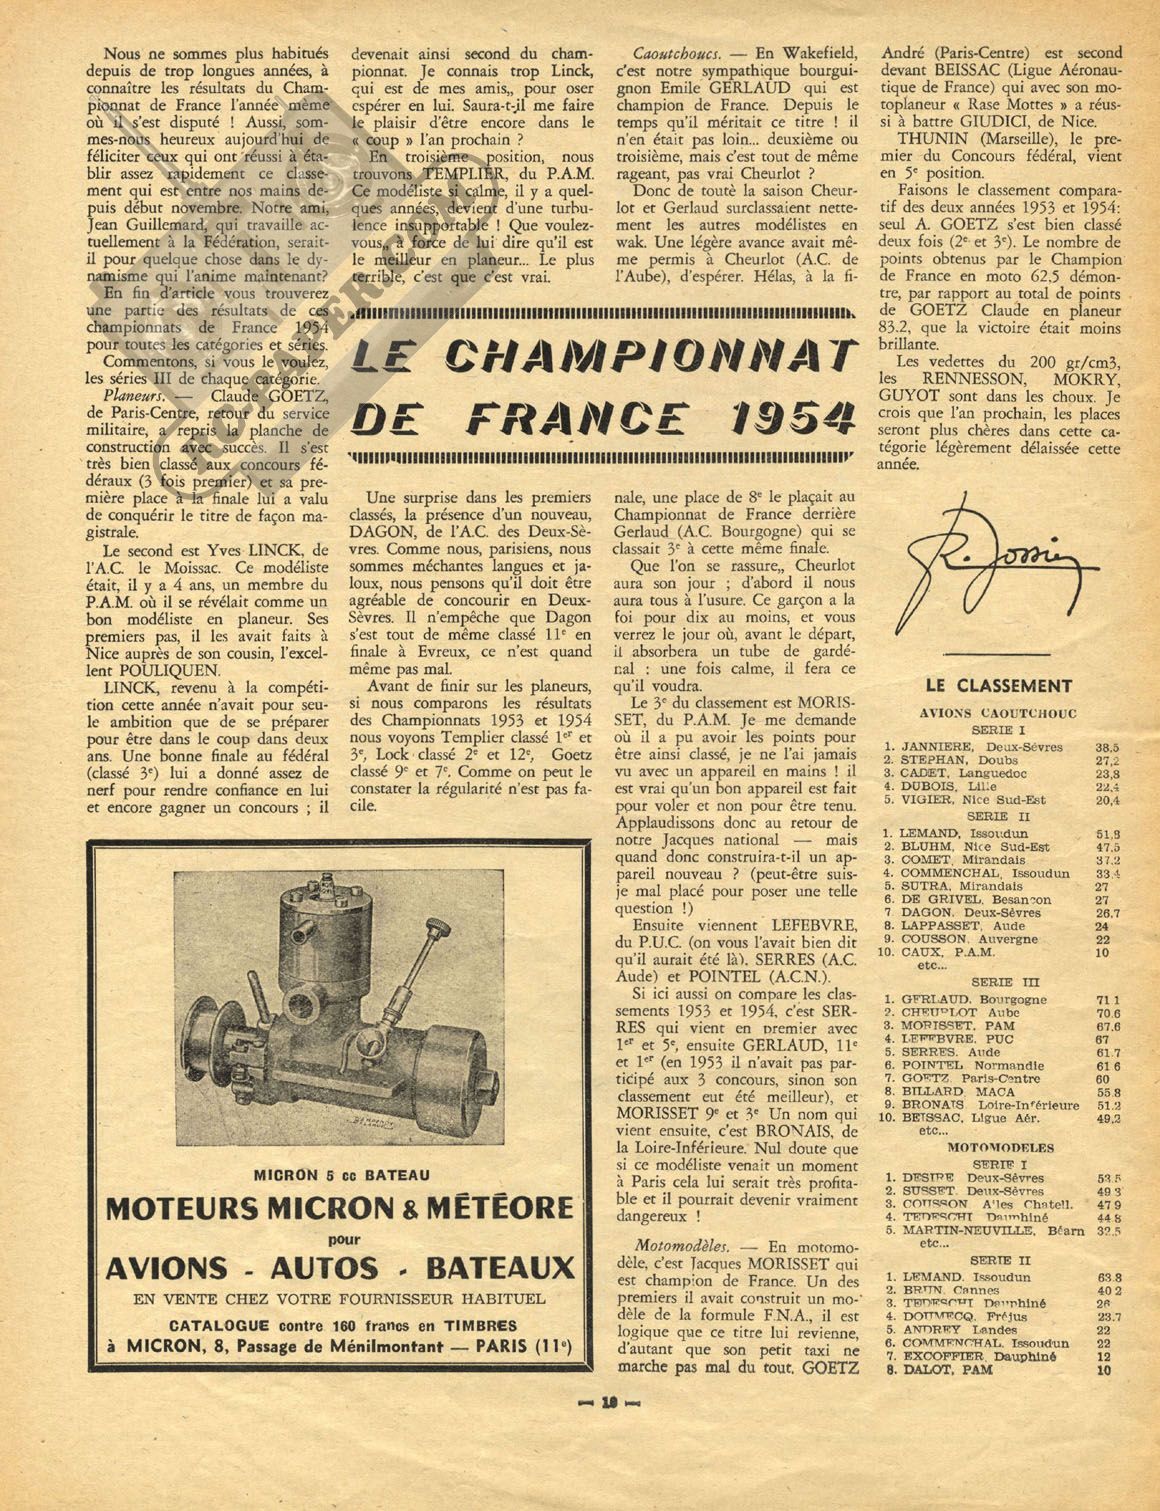 Nous ne sommes plus habitués
depuis de trop longues années, à
connaître les résultats du Cham-
pionnat de France l'année même
où il s'est disputé ! Aussi, som-
mes-nous heureux aujourd'hui de
féliciter ceux qui ont réussi à éta-
blir assez rapidement ce classe-
ment qui est entre nos mains de-
puis début novembre. Notre ami,
Jean Guillemard, qui travaille ac-
tuellement à la Fédération, serait-
il pour quelque chose dans le dy-
namisme qui l'anime maintenant?
En fin d'article vous trouverez
une partie des résultats de ces
championnats de France 1954
pour toutes les catégories et séries.
Commentons, si vous le voulez,
les séries III de chaque catégorie.
Planeurs. — Claude GOETZ,
de Paris-Centre, retour du service
militaire, a repris la planche de
construction avec succès. Il s'est
très bien classé aux concours fé-
déraux (3 fois premier) et sa pre-
mière place à la finale lui a valu
de conquérir le titre de façon ma-
gistrale.
Le second est Yves LINCK, de
l'A.C. le Moissac. Ce modéliste
était, il y a 4 ans, un membre du
P.A.M. où il se révélait comme un
bon modéliste en planeur. Ses
premiers pas, il les avait faits à
Nice auprès de son cousin, l'excel-
lent POULIQUEN.
LINCK, revenu à la compéti-
tion cette année n'avait pour seu-
le ambition que de se préparer
pour être dans le coup dans deux
ans. Une bonne finale au fédéral
(classé 3e) lui a donné assez de
nerf pour rendre confiance en lui
et encore gagner un concours ; il
devenait ainsi second du cham-
pionnat. Je connais trop Linck,
qui est de mes amis,, pour oser
espérer en lui. Saura-t-il me faire
le plaisir d'être encore dans le
« coup » l'an prochain ?
En troisième position, nous
trouvons TEMPLIER, du P.A.M.
Ce modéliste si calme, il y a quel-
ques années, devient d'une turbu-
lence insupportable ! Que voulez-
vous,, à force de lui dire qu'il est
le meilleur en planeur... Le plus
terrible, c'est que c'est vrai.
LE CHAMPIONNAT
DE FRANCE 1954
Une surprise dans les premiers
classés, la présence d'un nouveau,
DAGON, de l'A.C. des Deux-Sè-
vres. Comme nous, parisiens, nous
sommes méchantes langues et ja-
loux, nous pensons qu'il doit être
agréable de concourir en Deux-
Sèvres. Il n'empêche que Dagon
s'est tout de même classé 11e en
finale à Evreux, ce n'est quand
même pas mal.
Avant de finir sur les planeurs,
si nous comparons les résultats
des Championnats 1953 et 1954
nous voyons Templier classé 1er et
3e, Lock classé 2e et 12e, Goetz
classé 9e et 7e. Comme on peut le
constater la régularité n'est pas fa-
cile.
Caoutchoucs. — En Wakefield,
c'est notre sympathique bourgui-
gnon Emile GERLAUD qui est
champion de France. Depuis le
temps qu'il méritait ce titre ! il
n'en était pas loin... deuxième ou
troisième, mais c'est tout de même
rageant, pas vrai Cheurlot ?
Donc de toutè la saison Cheur-
lot et Gerlaud surclassaient nette-
ment les autres modélistes en
wak. Une légère avance avait mê-
me permis à Cheurlot (A.C. de
l'Aube), d'espérer. Hélas, à la fi-
nale, une place de 8e le plaçait au
Championnat de France derrière
Gerlaud (A.C. Bourgogne) qui se
classait 3e à cette même finale.
Que l'on se rassure,, Cheurlot
aura son jour ; d'abord il nous
aura tous à l'usure. Ce garçon a la
foi pour dix au moins, et vous
verrez le jour où, avant le départ,
il absorbera un tube de gardé-
nal : une fois calme, il fera ce
qu'il voudra.
Le 3e du classement est MORIS-
SET, du P.A.M. Je me demande
où il a pu avoir les points pour
être ainsi classé, je ne l'ai jamais
vu avec un appareil en mains ! il
est vrai qu'un bon appareil est fait
pour voler et non pour être tenu.
Applaudissons donc au retour de
notre Jacques national — mais
quand donc construira-t-il un ap-
pareil nouveau ? (peut-être suis-
je mal placé pour poser une telle
question !)
Ensuite viennent LEFEBVRE,
du P.U.C. (on vous l'avait bien dit
qu'il aurait été là), SERRES (A.C.
Aude) et POINTEL (A.C.N.).
Si ici aussi on compare les clas-
sements 1953 et 1954, c'est SER-
RES qui vient en premier avec
1er et 5e, ensuite GERLAUD, 11e
et 1er (en 1953 il n'avait pas par-
ticipé aux 3 concours, sinon son
classement eut été meilleur), et
MORISSET 9e et 3e Un nom qui
vient ensuite, c'est BRONAIS, de
la Loire-Inférieure. Nul doute que
si ce modéliste venait un moment
à Paris cela lui serait très profita-
ble et il pourrait devenir vraiment
dangereux !
Motomodèles. — En motomo-
dèle, c'est Jacques MORISSET qui
est champion de France. Un des
premiers il avait construit un mo-
dèle de la formule F.N.A., il est
logique que ce titre lui revienne,
d'autant que son petit taxi ne
marche pas mal du tout. GOETZ
André (Paris-Centre) est second
devant BEISSAC (Ligue Aéronau-
tique de France) qui avec son mo-
toplaneur « Rase Mottes » a réus-
si à battre GIUDICI, de Nice.
THUNIN (Marseille), le pre-
mier du Concours fédéral, vient
en 5e position.
Faisons le classement compara-
tif des deux années 1953 et 1954:
seul A. GOETZ s'est bien classé
deux fois (2e et 3e). Le nombre de
points obtenus par le Champion
de France en moto 62,5 démon-
tre, par rapport au total de points
de GOETZ Claude en planeur
83.2, que la victoire était moins
brillante.
Les vedettes du 200 gr/cm3,
les RENNESSON, MOKRY,
GUYOT sont dans les choux. Je
crois que l'an prochain, les places
seront plus chères dans cette ca-
tégorie légèrement délaissée cette
année.
R. Jossien
LE CLASSEMENT
AVIONS CAOUTCHOUC
SERIE I
1. JANNIERE, Deux-Sèvres 38,5
2. STEPHAN, Doubs 27,2
3. CADET, Languedoc 23,8
4. DUBOIS, Lille 22,4
5. VIGIER, Nice Sud-Est 20,4
SERIE II
1. LEMAND, Issoudun 51,8
2. BLUHM, Nice Sud-Est 47,5
3. COMET, Mirandais 37.2
4. COMMENCHAL, Issoudun 33.4
5. SUTRA, Mirandais 27
6. DE GRIVEL, Besançon 27
7 DAGON. Deux-Sèvres 26,7
8. LAPPASSET, Aude 24
9. COUSSON, Auvergne 22
10. CAUX, P.A.M. 10
etc...
SERIE III
1. GERLAUD. Bourgogne 71 1
2. CHEURLOT Aube 70.6
3. MORISSET, PAM 67.6
4. LEFEBVRE, PUC 67
5. SERRES, Aude 61.7
6. POINTEL Normandie 61 6
7. GOETZ Paris-Centre 60
8. BILLARD MACA 55.8
9. BRONAIS Loire-Inférieure 51.2
10. BEISSAC, Ligue Aér. 49,2
etc...
MOTOMODELES
SERIE I
1. DESIRE Deux-Sèvres 53.5
2. SUSSET, Deux-Sèvres 49 3
3. COUSSON Ailes Chatell. 47 9
4. TEDESCHI Dauphiné 44.8
5. MARTIN-NEUVILLE, Béarn 32,5
etc...
SERIE II
1. LEMAND. Issoudun 63.8
2. BRUN, Cannes 40 2
3. TEDESCHI Dauphiné 26
4. DOUMECQ, Fréjus 23.7
5. ANDREY Landes 22
6. COMMENCHAL, Issoudun 22
7. EXCOFFIER, Dauphiné 12
8. DALOT, PAM 10
MICRON 5 cc BATEAU
MOTEURS MICRON & MÉTÉORE
pour
AVIONS - AUTOS - BATEAUX
EN VENTE CHEZ VOTRE FOURNISSEUR HABITUEL
CATALOGUE contre 160 francs en TIMBRES
à MICRON, 8, Passage de Ménilmontant — PARIS (11e)
— 18 —
RC-PAPER.COM